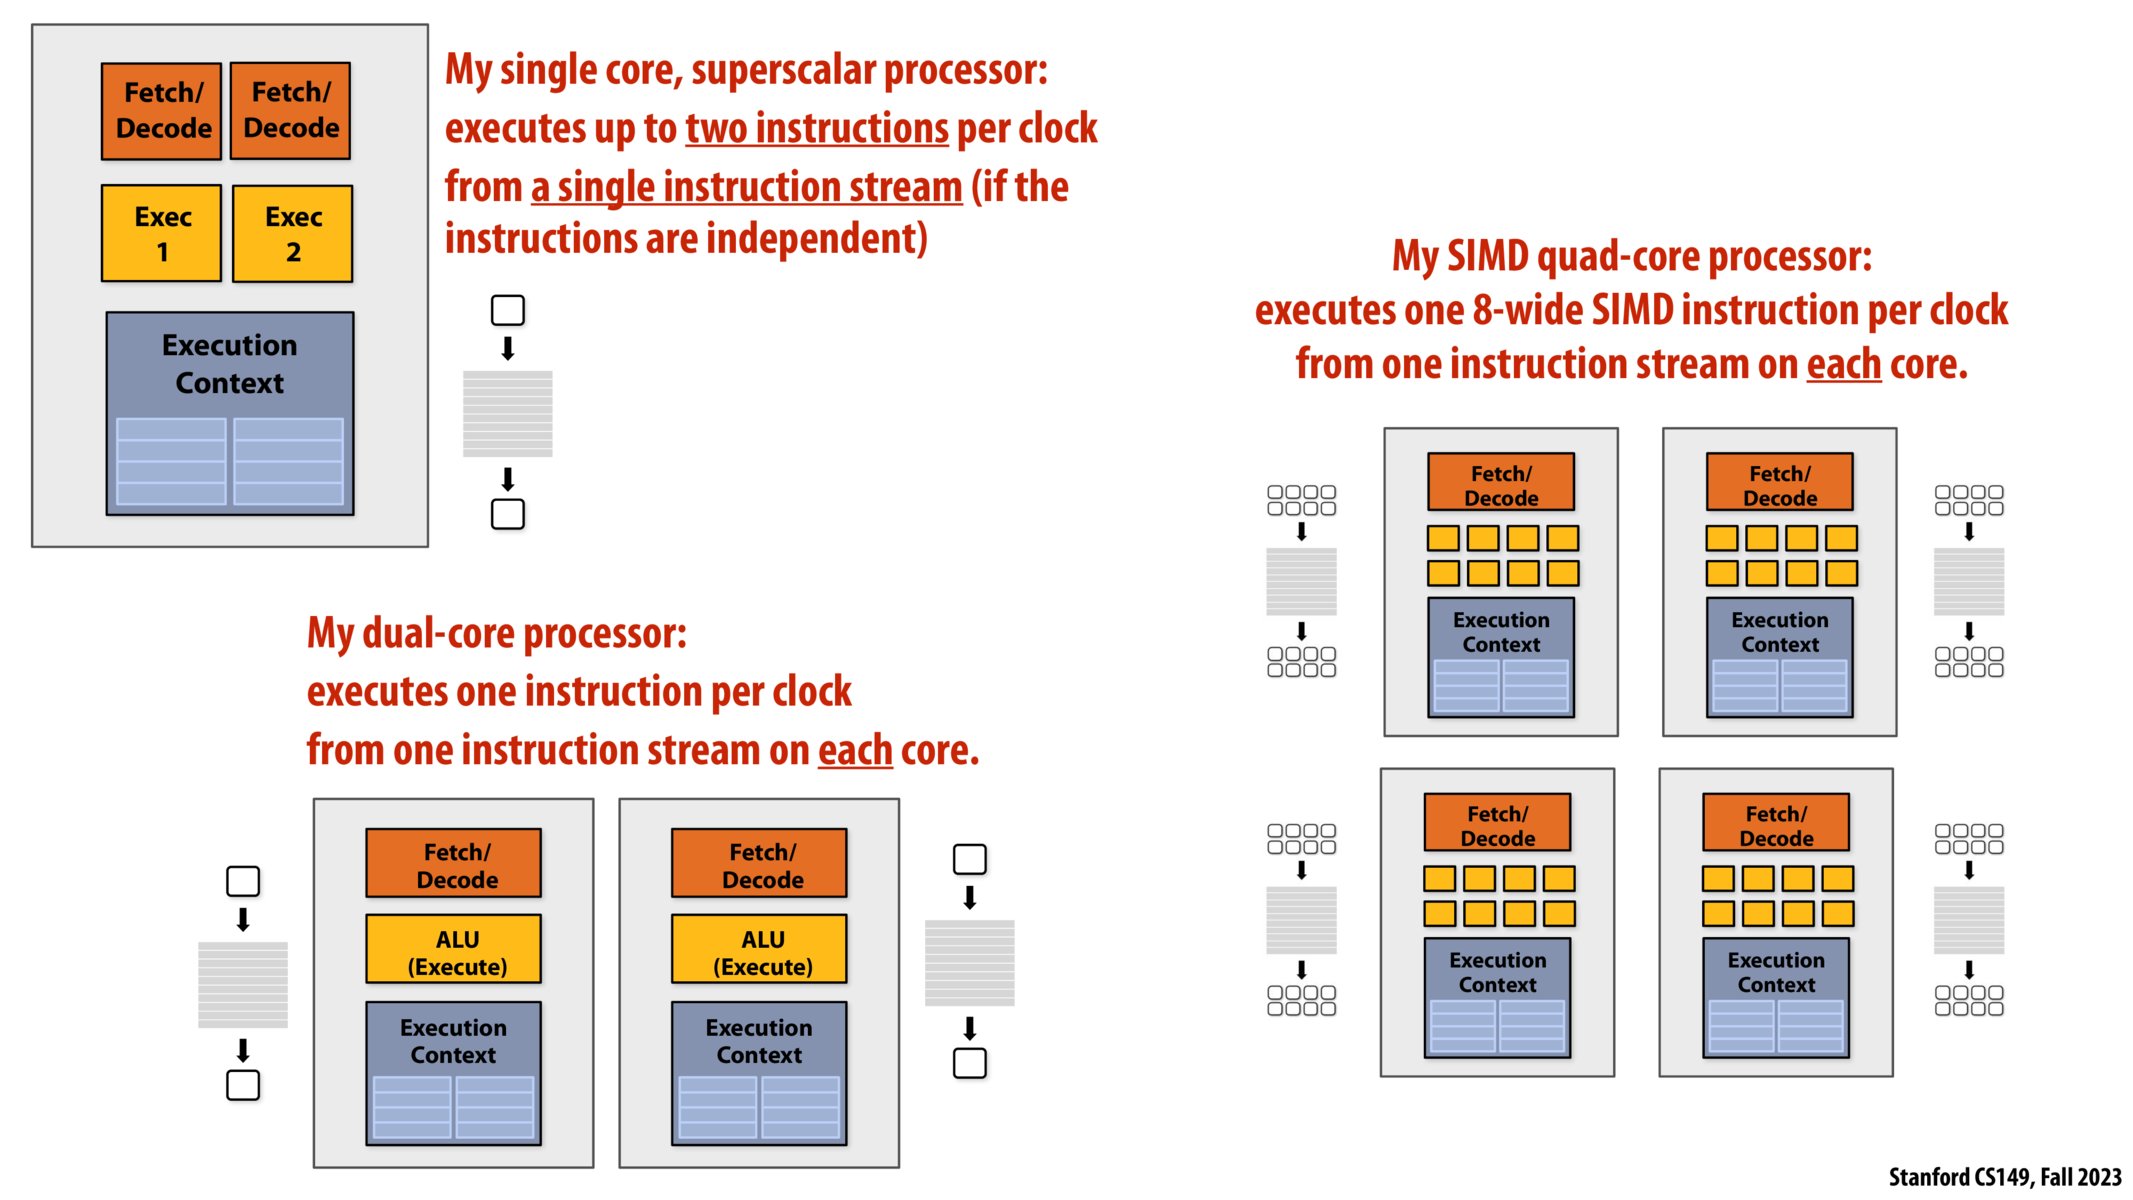 Fetch/
Decode
Fetch/
Decode
Exec
1
Exec
2
Execution
Context
My single core, superscalar processor:
executes up to two instructions per clock
from a single instruction stream (if the
instructions are independent)
My dual-core processor:
executes one instruction per clock
from one instruction stream on each core.
Fetch/
Decode
ALU
(Execute)
Execution
Context
Fetch/
Decode
ALU
(Execute)
Execution
Context
My SIMD quad-core processor:
executes one 8-wide SIMD instruction per clock
from one instruction stream on each core.
Fetch/
Decode
Execution
Context
Fetch/
Decode
Execution
Context
Fetch/
Decode
Execution
Context
Fetch/
Decode
Execution
Context
Stanford CS149, Fall 2023